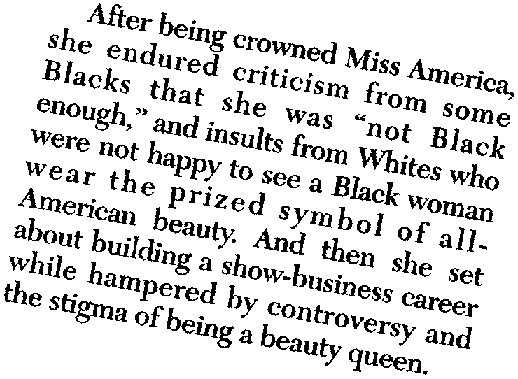 After being crowned Miss America,
she endured criticism from some
Blacks that she was “not Black
enough,” and insults from Whites who
were not happy to see a Black woman
wear the prized symbol of all-
American beauty. And then she set
about building a show-business career
while hampered by controversy and
the stigma of being a beauty queen.